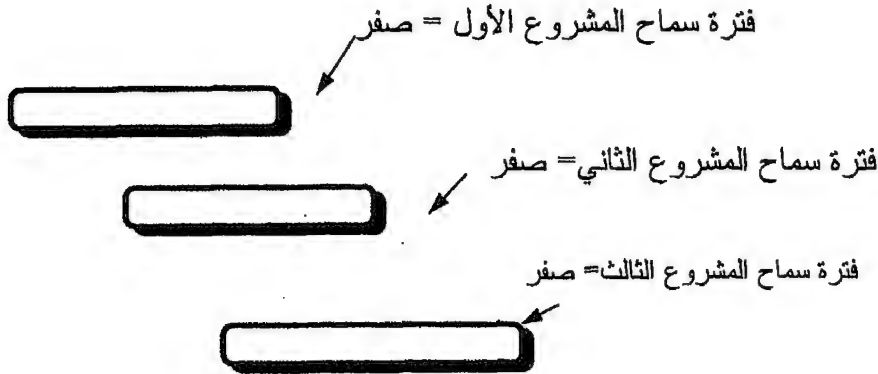 فترة سماح المشروع الأول = صفر
فترة سماح المشروع الثاني= صفر
فترة سماح المشروع الثالث= صفر